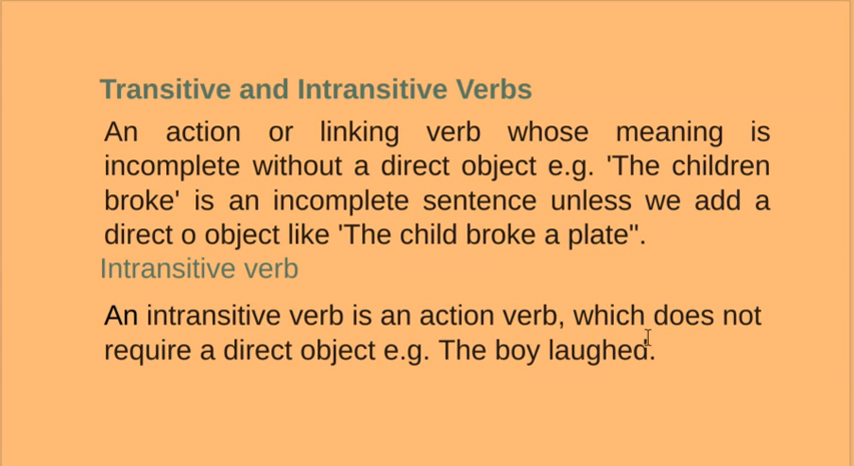 Transitive and Intransitive Verbs
An action or linking verb whose meaning is
incomplete without a direct object e.g. 'The children
broke' is an incomplete sentence unless we add a
direct o object like 'The child broke a plate".
Intransitive verb
An intransitive verb is an action verb, which does not
require a direct object e.g. The boy laughed'.